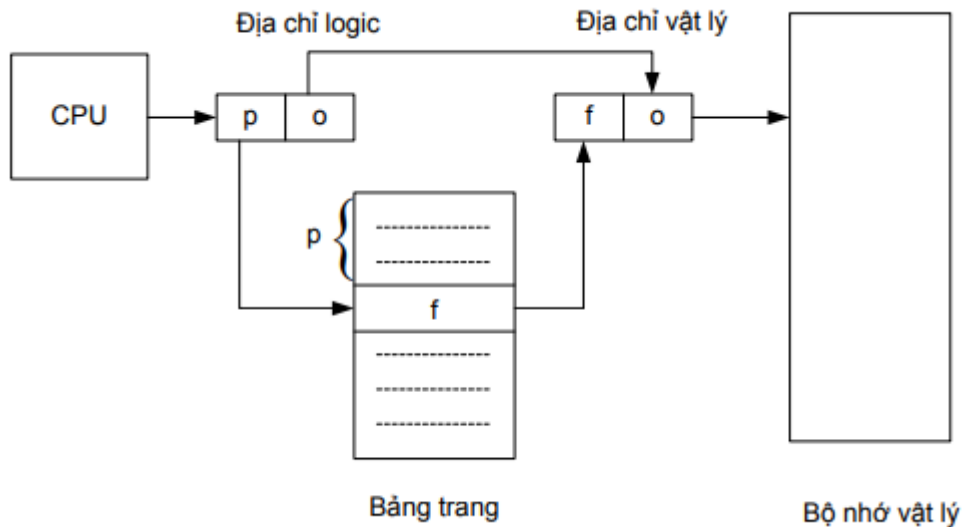 Địa chỉ logic
Địa chỉ vật lý
CPU
p o
f o
p
f
Bảng trang
Bộ nhớ vật lý